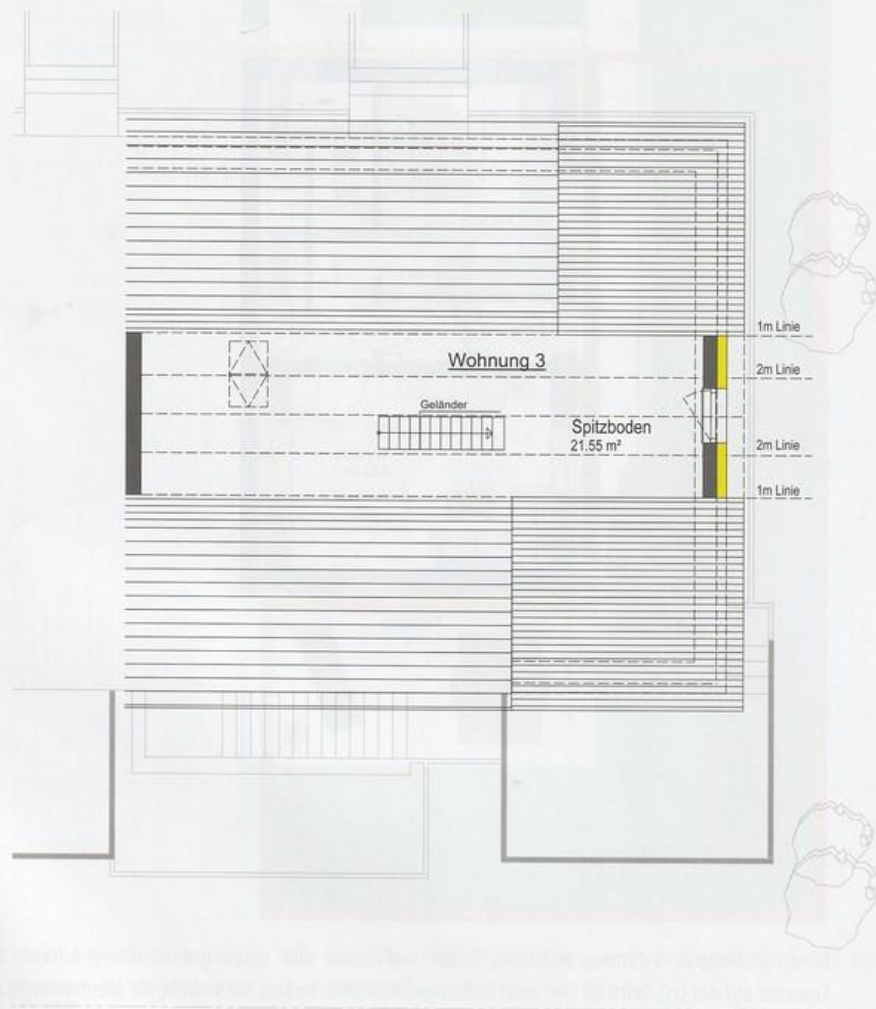 1m Linie
Wohnung 3
2m Linie
Geländer
Spitzboden
21.55 m²
2m Linie
1m Linie